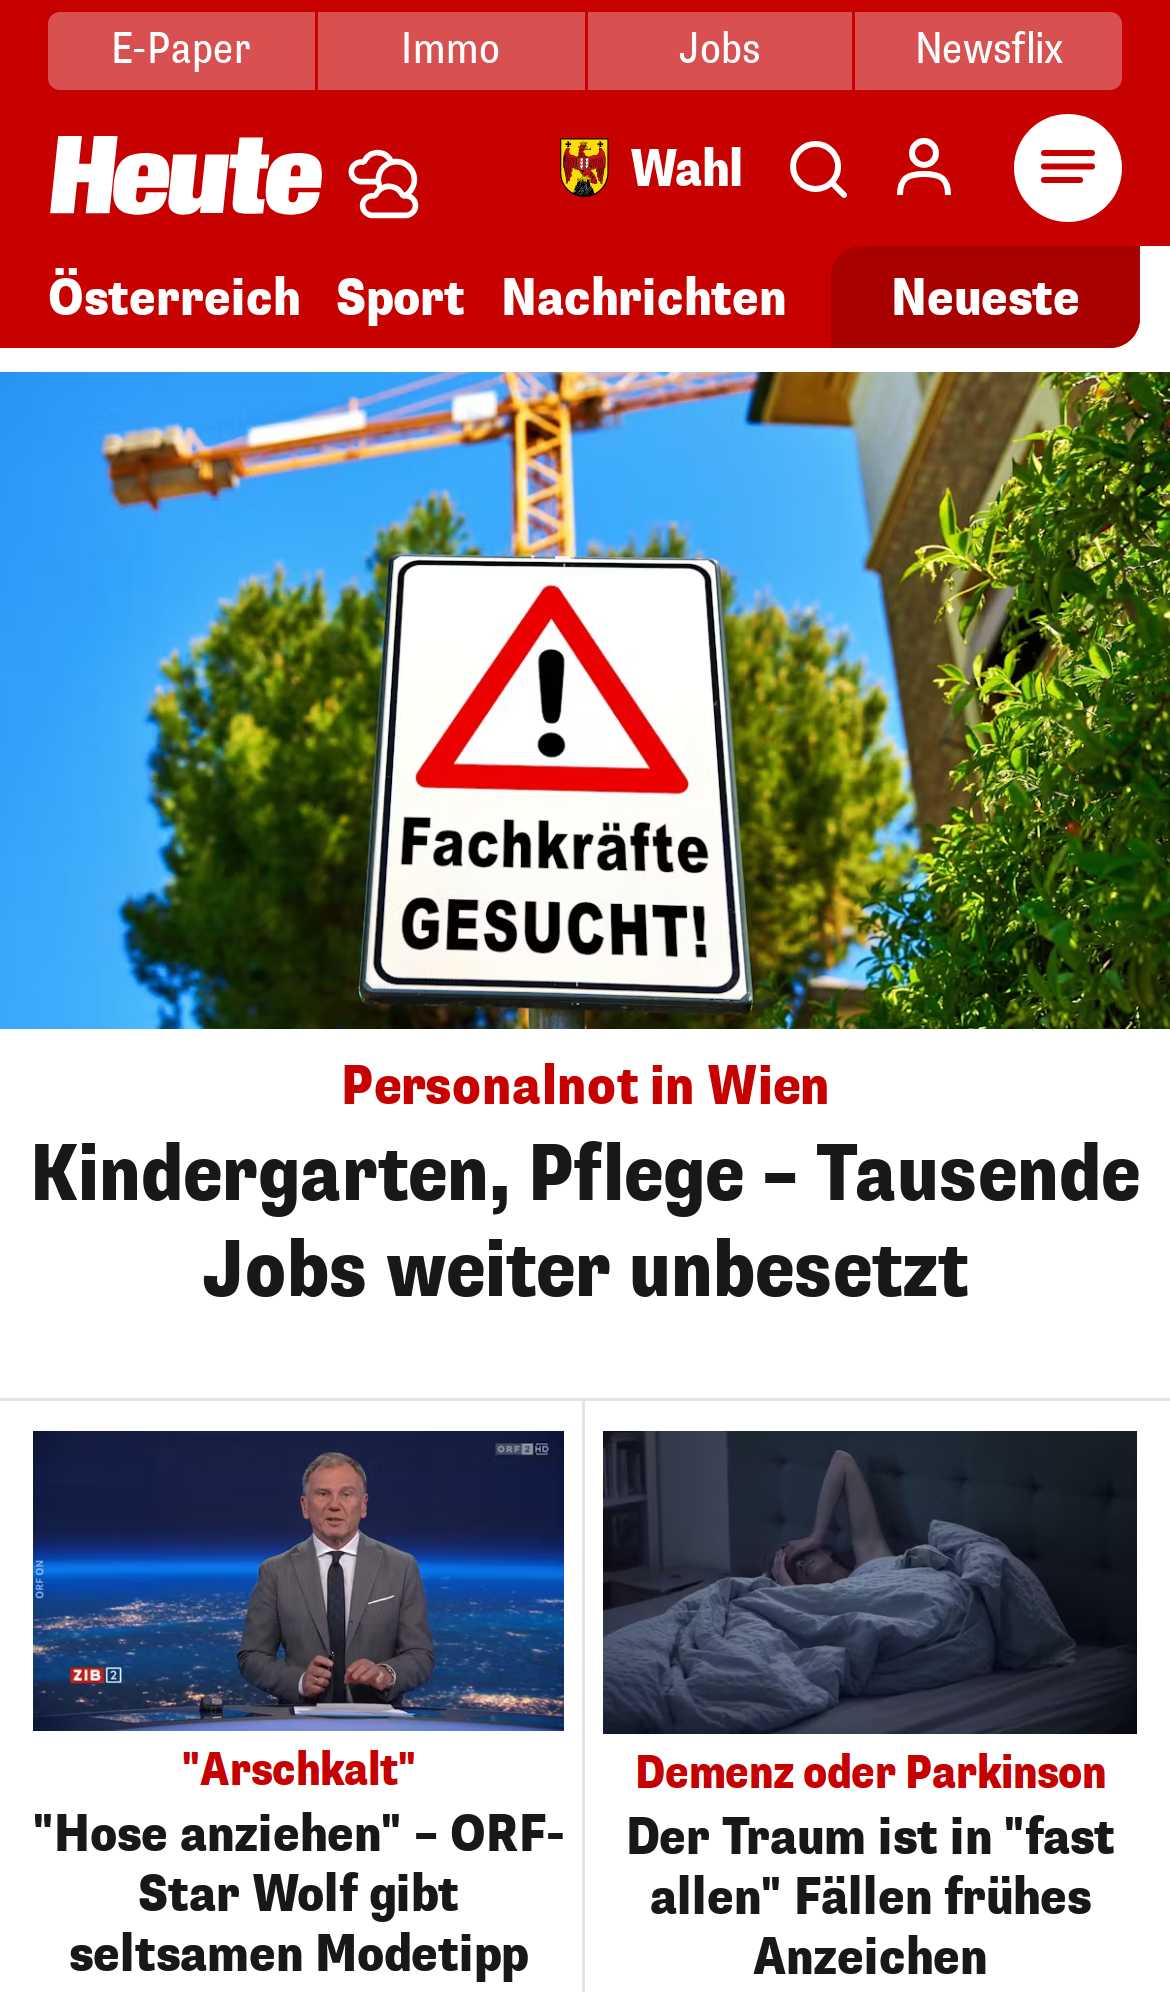 E-Paper Immo Jobs Newsflix
Heute Wahl
Österreich Sport Nachrichten Neueste
Fachkräfte
GESUCHT!
Personalnot in Wien
Kindergarten, Pflege – Tausende
Jobs weiter unbesetzt
ORF 2 HD
ORF ON
ZIB 2
"Arschkalt"
"Hose anziehen" – ORF-
Star Wolf gibt
seltsamen Modetipp
Demenz oder Parkinson
Der Traum ist in "fast
allen" Fällen frühes
Anzeichen